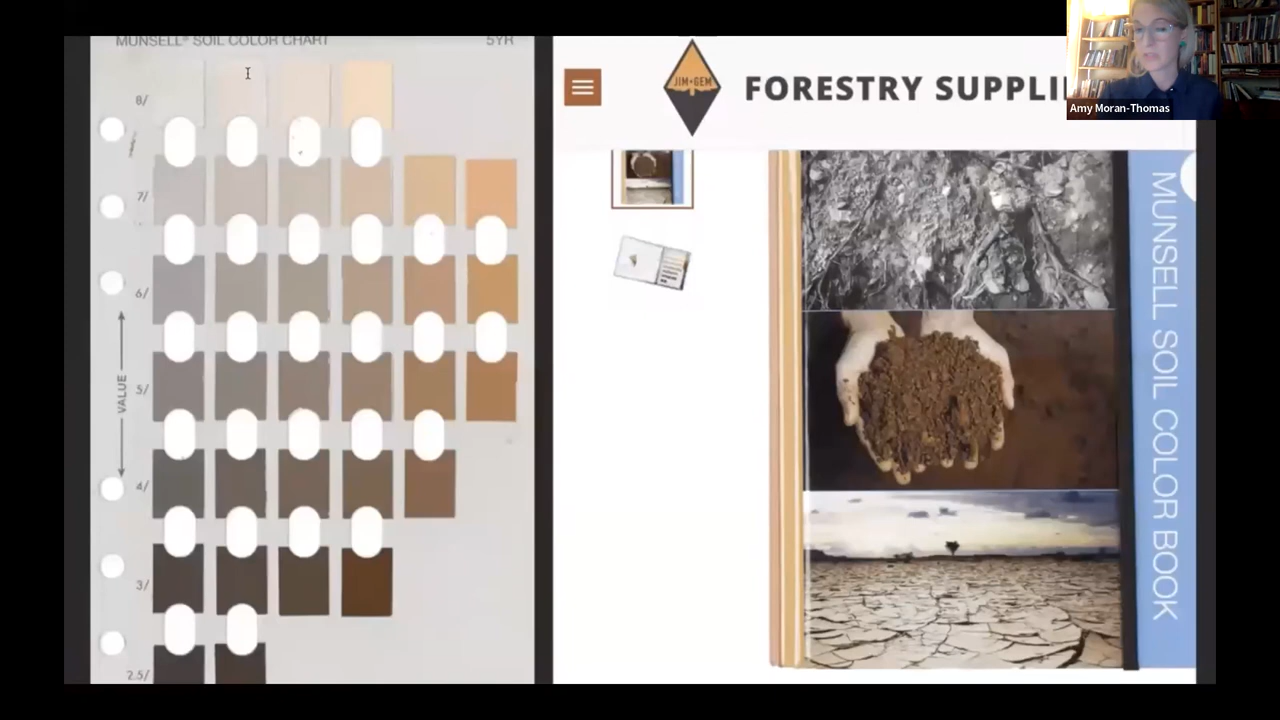 MUNSELL® SOIL COLOR CHART
5YR
8/
7/
6/
5/
4/
3/
2.5/
VALUE
JIM-GEM
FORESTRY SUPPLI
MUNSELL SOIL COLOR BOOK
Amy Moran-Thomas